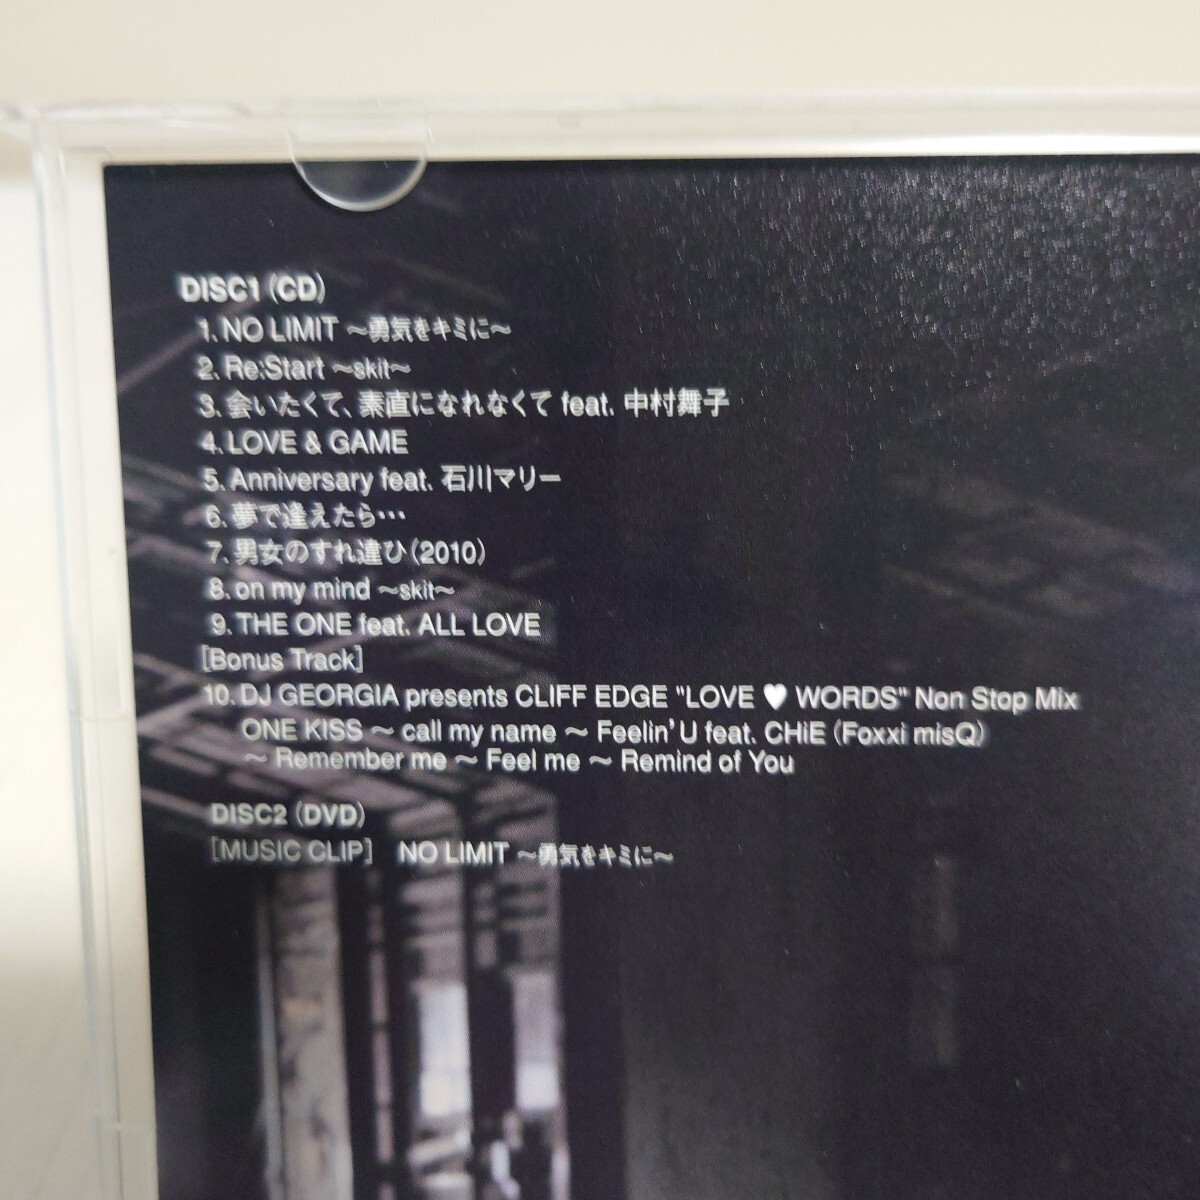 DISC1 (CD)
1. NO LIMIT ～勇気をキミに～
2. Re:Start ～skit～
3. 会いたくて、素直になれなくて feat. 中村舞子
4. LOVE & GAME
5. Anniversary feat. 石川マリー
6. 夢で逢えたら…
7. 男女のすれ違ひ(2010)
8. on my mind ～skit～
9. THE ONE feat. ALL LOVE
[Bonus Track]
10. DJ GEORGIA presents CLIFF EDGE "LOVE ♥ WORDS" Non Stop Mix
ONE KISS ～ call my name ～ Feelin' U feat. CHiE (Foxxi misQ)
～ Remember me ～ Feel me ～ Remind of You
DISC2 (DVD)
[MUSIC CLIP] NO LIMIT ～勇気をキミに～